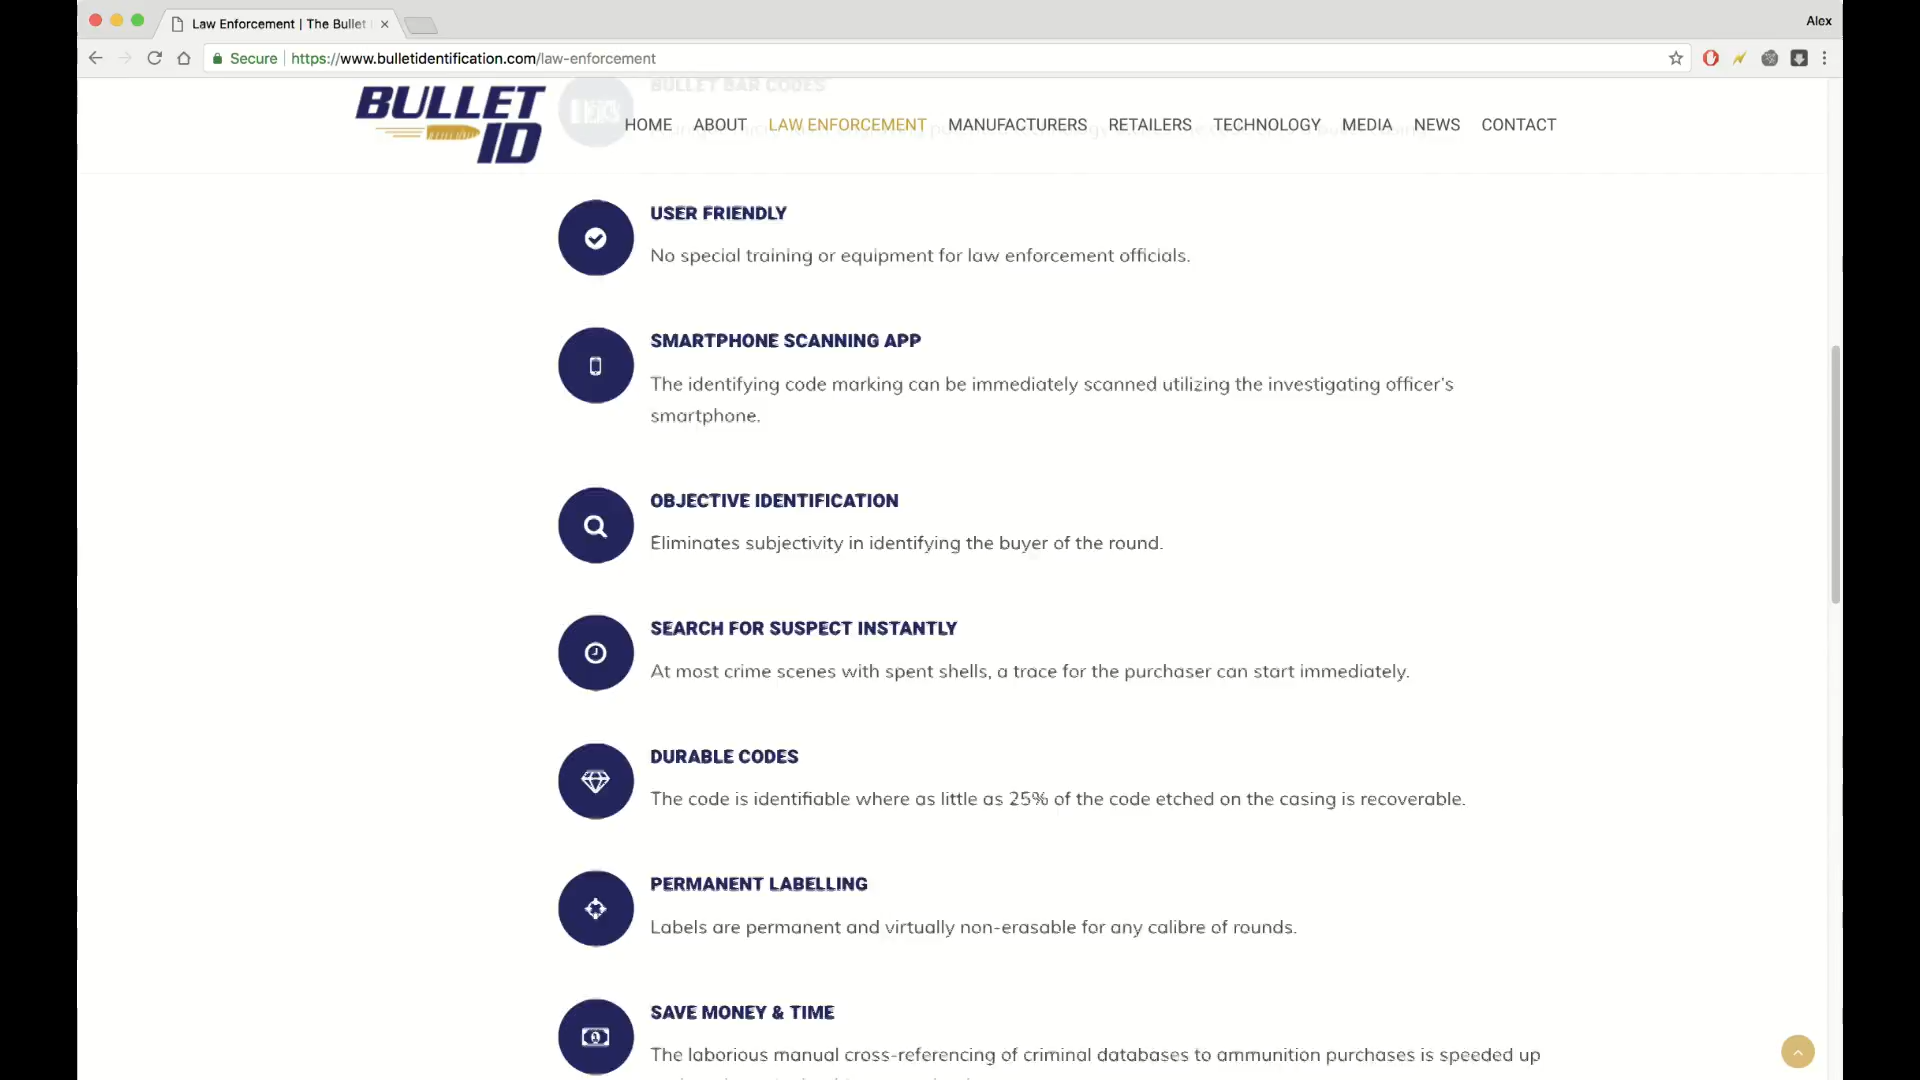 Law Enforcement | The Bullet
Alex
Secure
https://www.bulletidentification.com/law-enforcement
BULLET ID
BULLET BAR CODES
HOME ABOUT LAW ENFORCEMENT MANUFACTURERS RETAILERS TECHNOLOGY MEDIA NEWS CONTACT
USER FRIENDLY
No special training or equipment for law enforcement officials.
SMARTPHONE SCANNING APP
The identifying code marking can be immediately scanned utilizing the investigating officer's
smartphone.
OBJECTIVE IDENTIFICATION
Eliminates subjectivity in identifying the buyer of the round.
SEARCH FOR SUSPECT INSTANTLY
At most crime scenes with spent shells, a trace for the purchaser can start immediately.
DURABLE CODES
The code is identifiable where as little as 25% of the code etched on the casing is recoverable.
PERMANENT LABELLING
Labels are permanent and virtually non-erasable for any calibre of rounds.
SAVE MONEY & TIME
The laborious manual cross-referencing of criminal databases to ammunition purchases is speeded up